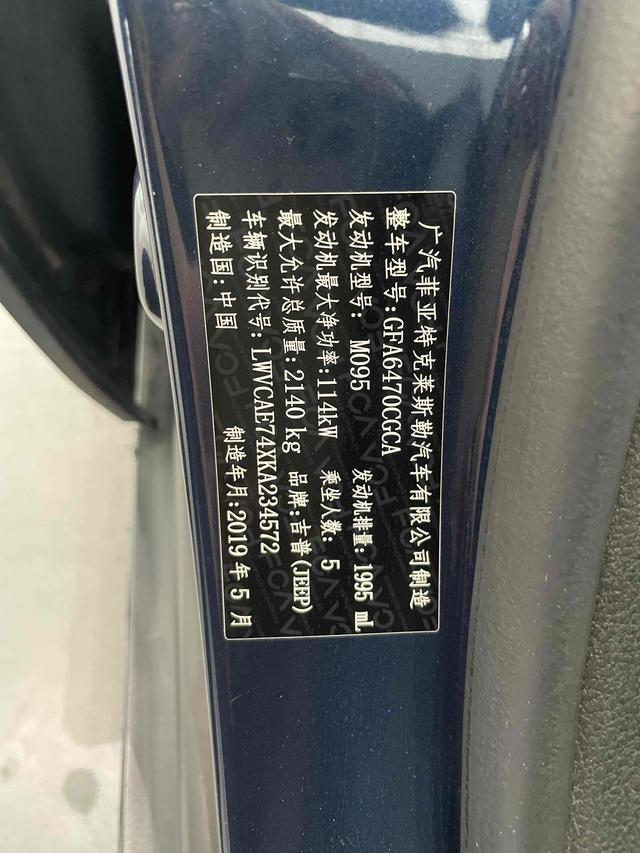 广汽菲亚特克莱斯勒汽车有限公司制造
整车型号:GFA6470CGCA
发动机型号: M095 发动机排量:1995 mL
发动机最大净功率:114kW 乘坐人数: 5
最大允许总质量:2140 kg 品牌:吉普(JEEP)
车辆识别代号:LWVCAE74XKA234572
制造国:中国 制造年月:2019 年 5 月